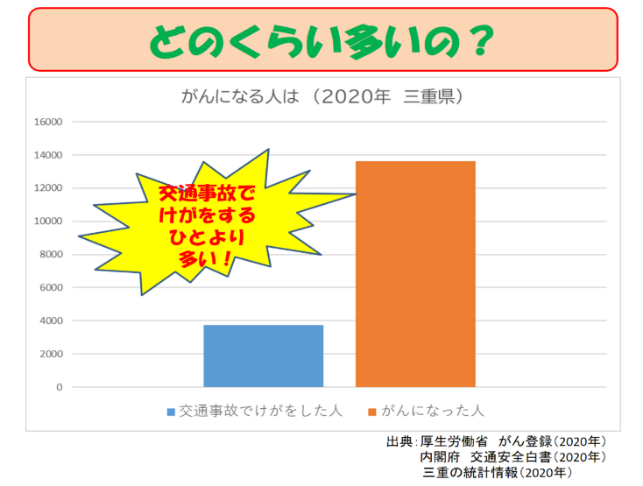 どのくらい多いの？
がんになる人は （2020年 三重県）
16000
14000
12000
10000
8000
6000
4000
2000
0
交通事故で
けがをする
ひとより
多い！
交通事故でけがをした人
がんになった人
出典：厚生労働省 がん登録（2020年）
内閣府 交通安全白書（2020年）
三重の統計情報（2020年）